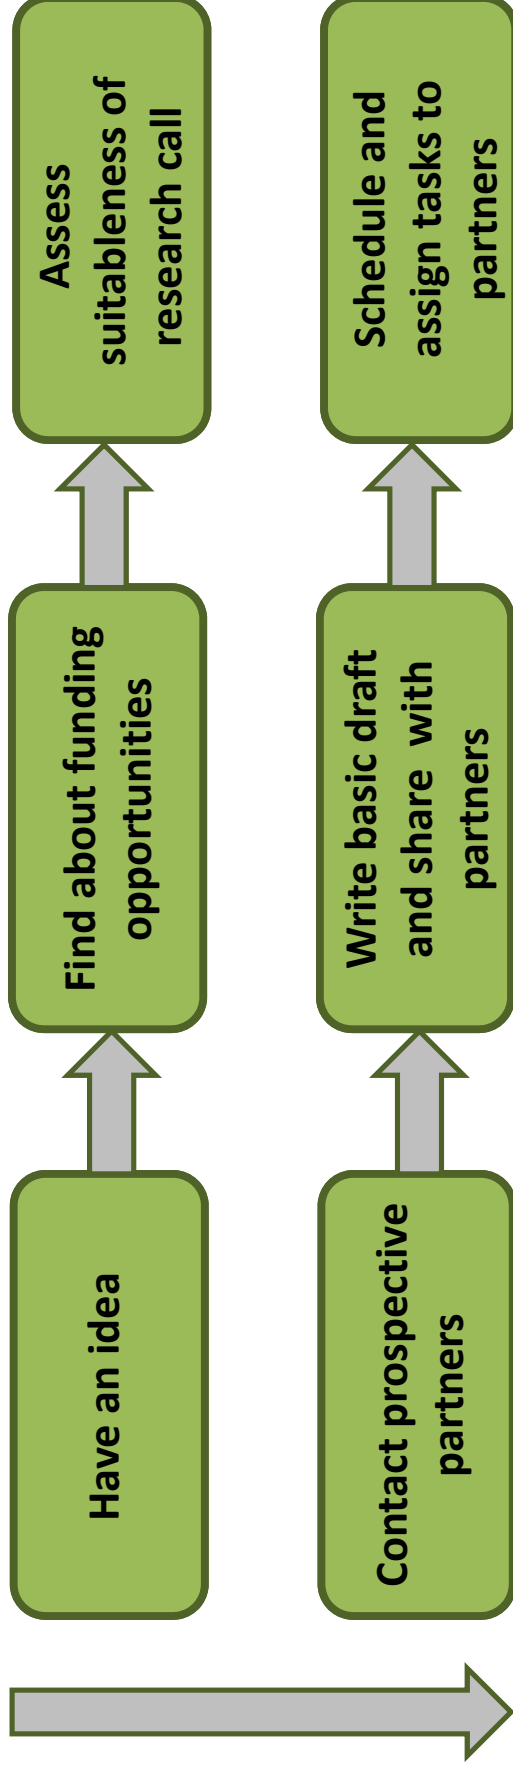 Have an idea
Find about funding
opportunities
Assess
suitableness of
research call
Contact prospective
partners
Write basic draft
and share  with
partners
Schedule and
assign tasks to
partners